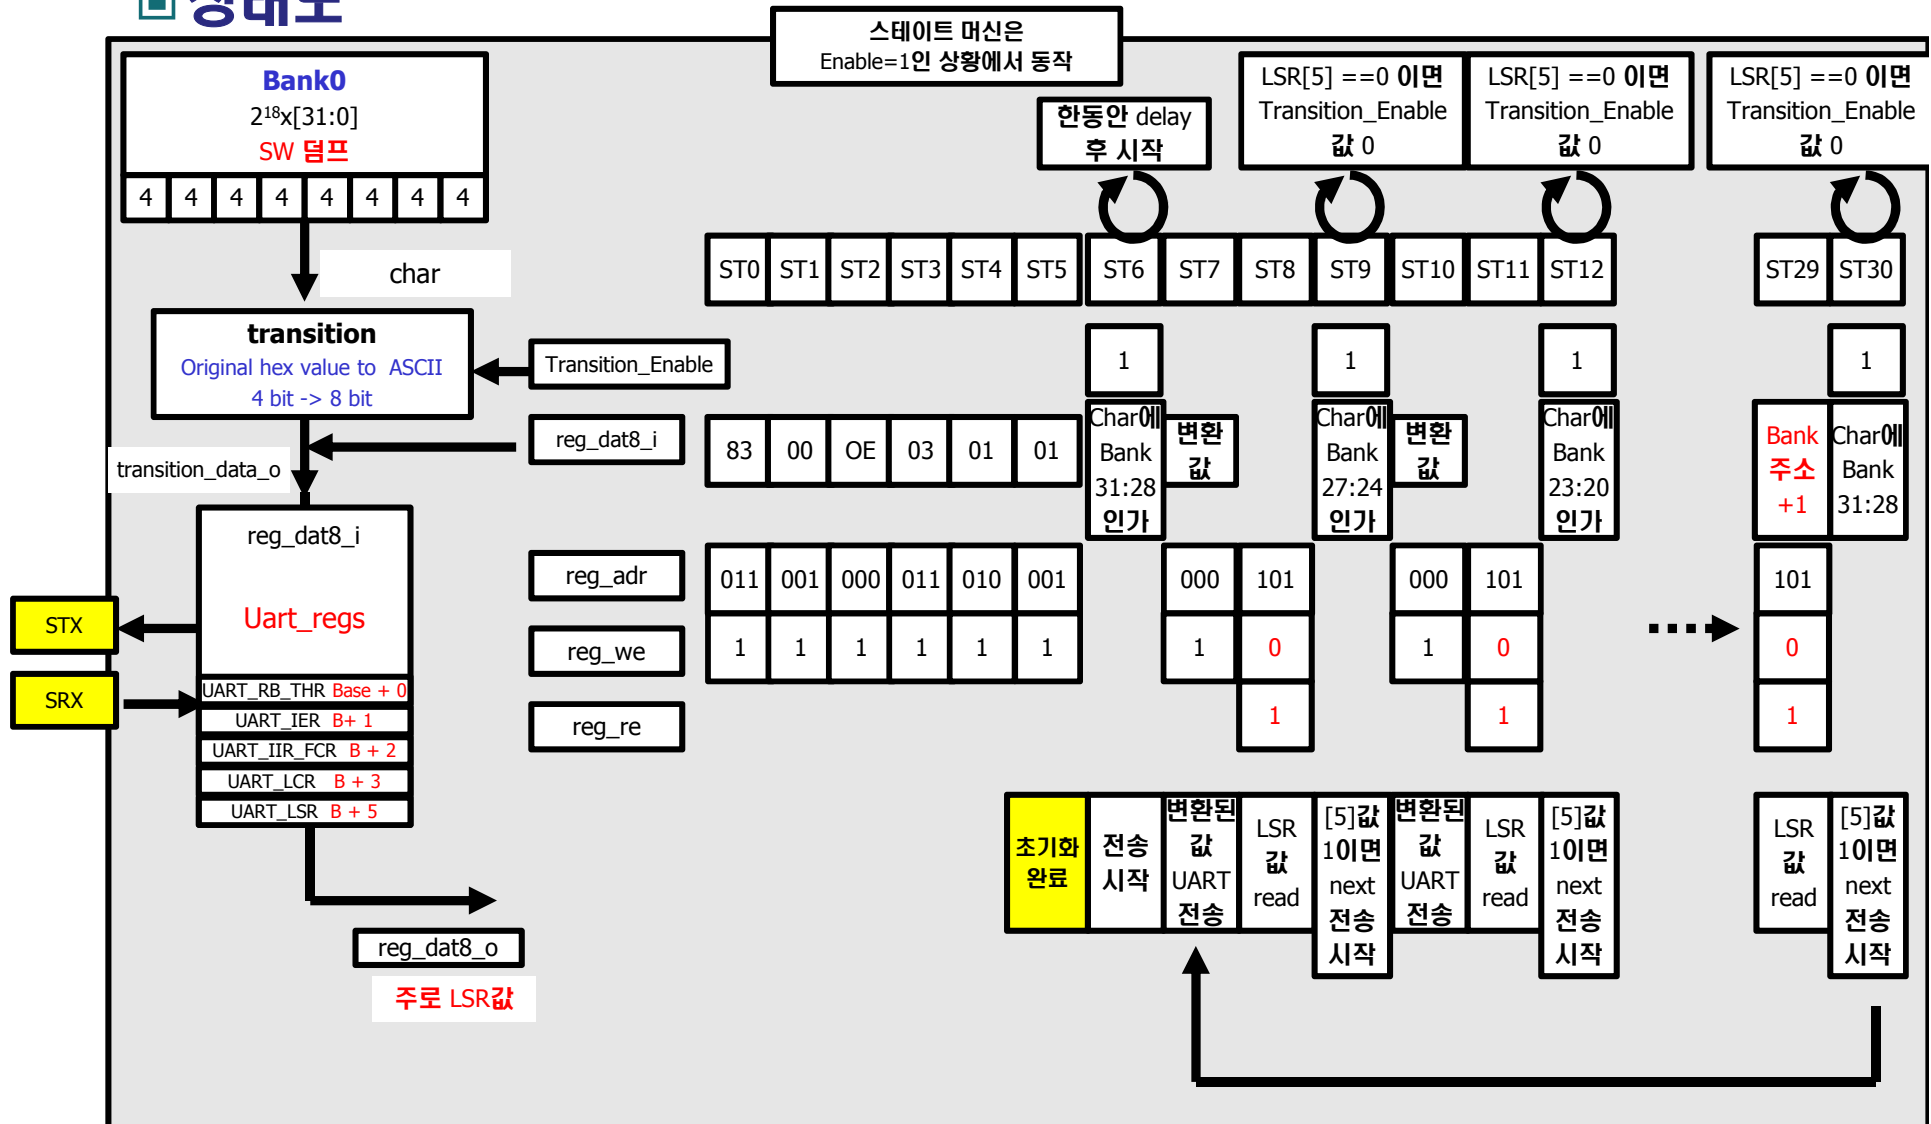 상태도
스테이트 머신은
Enable=1인 상황에서 동작
Bank0
2¹⁸x[31:0]
SW 덤프
4 4 4 4 4 4 4 4
char
transition
Original hex value to ASCII
4 bit -> 8 bit
Transition_Enable
reg_dat8_i
transition_data_o
reg_dat8_i
Uart_regs
STX
SRX
UART_RB_THR Base + 0
UART_IER B+ 1
UART_IIR_FCR B + 2
UART_LCR B + 3
UART_LSR B + 5
reg_dat8_o
주로 LSR값
reg_adr
reg_we
reg_re
한동안 delay
후 시작
LSR[5] ==0 이면
Transition_Enable
값 0
LSR[5] ==0 이면
Transition_Enable
값 0
LSR[5] ==0 이면
Transition_Enable
값 0
ST0 ST1 ST2 ST3 ST4 ST5 ST6 ST7 ST8 ST9 ST10 ST11 ST12 ST29 ST30
1 1 1 1
83 00 OE 03 01 01
Char에
Bank
31:28
인가
변환
값
Char에
Bank
27:24
인가
변환
값
Char에
Bank
23:20
인가
Bank
주소
+1
Char에
Bank
31:28
011 001 000 011 010 001 000 101 000 101 101
1 1 1 1 1 1 1 0 1 0 0
1 1 1
초기화
완료
전송
시작
변환된
값
UART
전송
LSR
값
read
[5]값
1이면
next
전송
시작
변환된
값
UART
전송
LSR
값
read
[5]값
1이면
next
전송
시작
LSR
값
read
[5]값
1이면
next
전송
시작